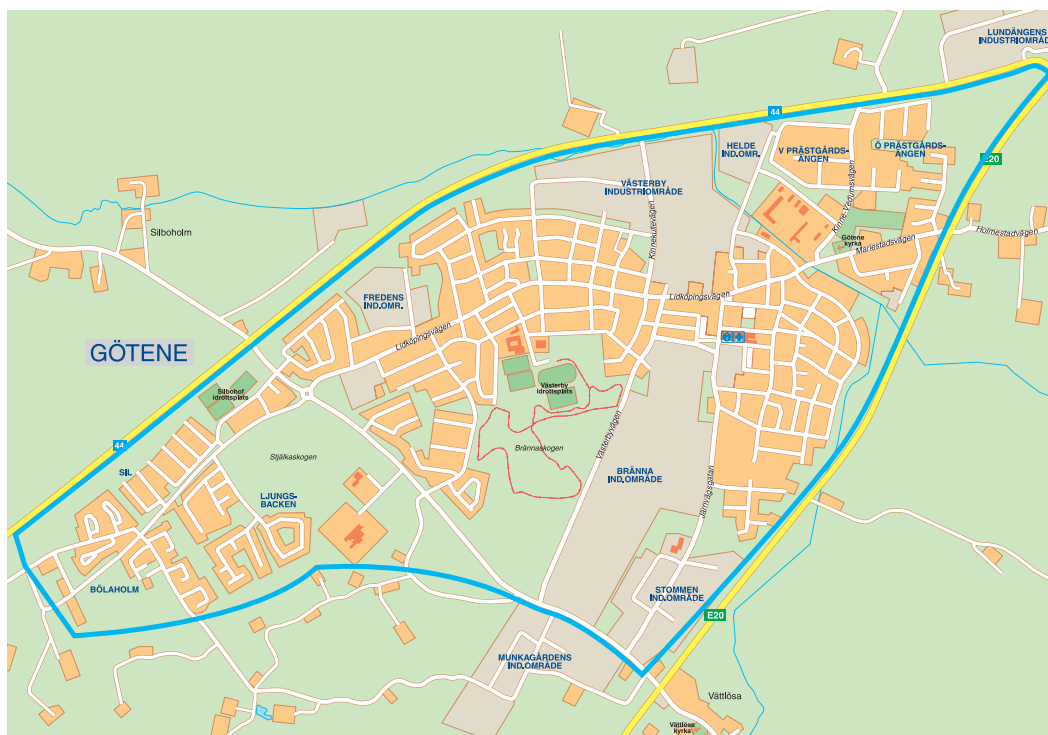 LUNDÄNGENS
INDUSTRIOMRÅDE
44
HELDE
IND.OMR.
V PRÄSTGÅRDS-
ÄNGEN
Ö PRÄSTGÅRDS-
ÄNGEN
E20
VÄSTERBY
INDUSTRIOMRÅDE
Kinnekullevägen
Kinne-Vedumsvägen
Silboholm
Götene
kyrka
Mariestadsvägen
Holmestadvägen
FREDENS
IND.OMR.
Lidköpingsvägen
Lidköpingsvägen
GÖTENE
Silbohof
idrottsplats
Västerby
idrottsplats
44
SIL
Stjälkaskogen
Brännaskogen
Västerbyvägen
BRÄNNA
IND.OMRÅDE
Järnvägsgatan
LJUNGS-
BACKEN
BÖLAHOLM
STOMMEN
IND.OMRÅDE
E20
MUNKAGÅRDENS
IND.OMRÅDE
Vättlösa
Vättlösa
kyrka